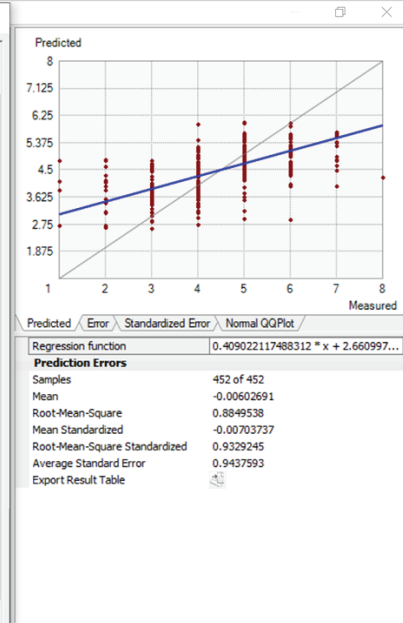 Predicted
8
7.125
6.25
5.375
4.5
3.625
2.75
1.875
1 2 3 4 5 6 7 8
Measured
Predicted Error Standardized Error Normal QQPlot
Regression function 0.409022117488312 * x + 2.660997...
Prediction Errors
Samples 452 of 452
Mean -0.00602691
Root-Mean-Square 0.8849538
Mean Standardized -0.00703737
Root-Mean-Square Standardized 0.9329245
Average Standard Error 0.9437593
Export Result Table